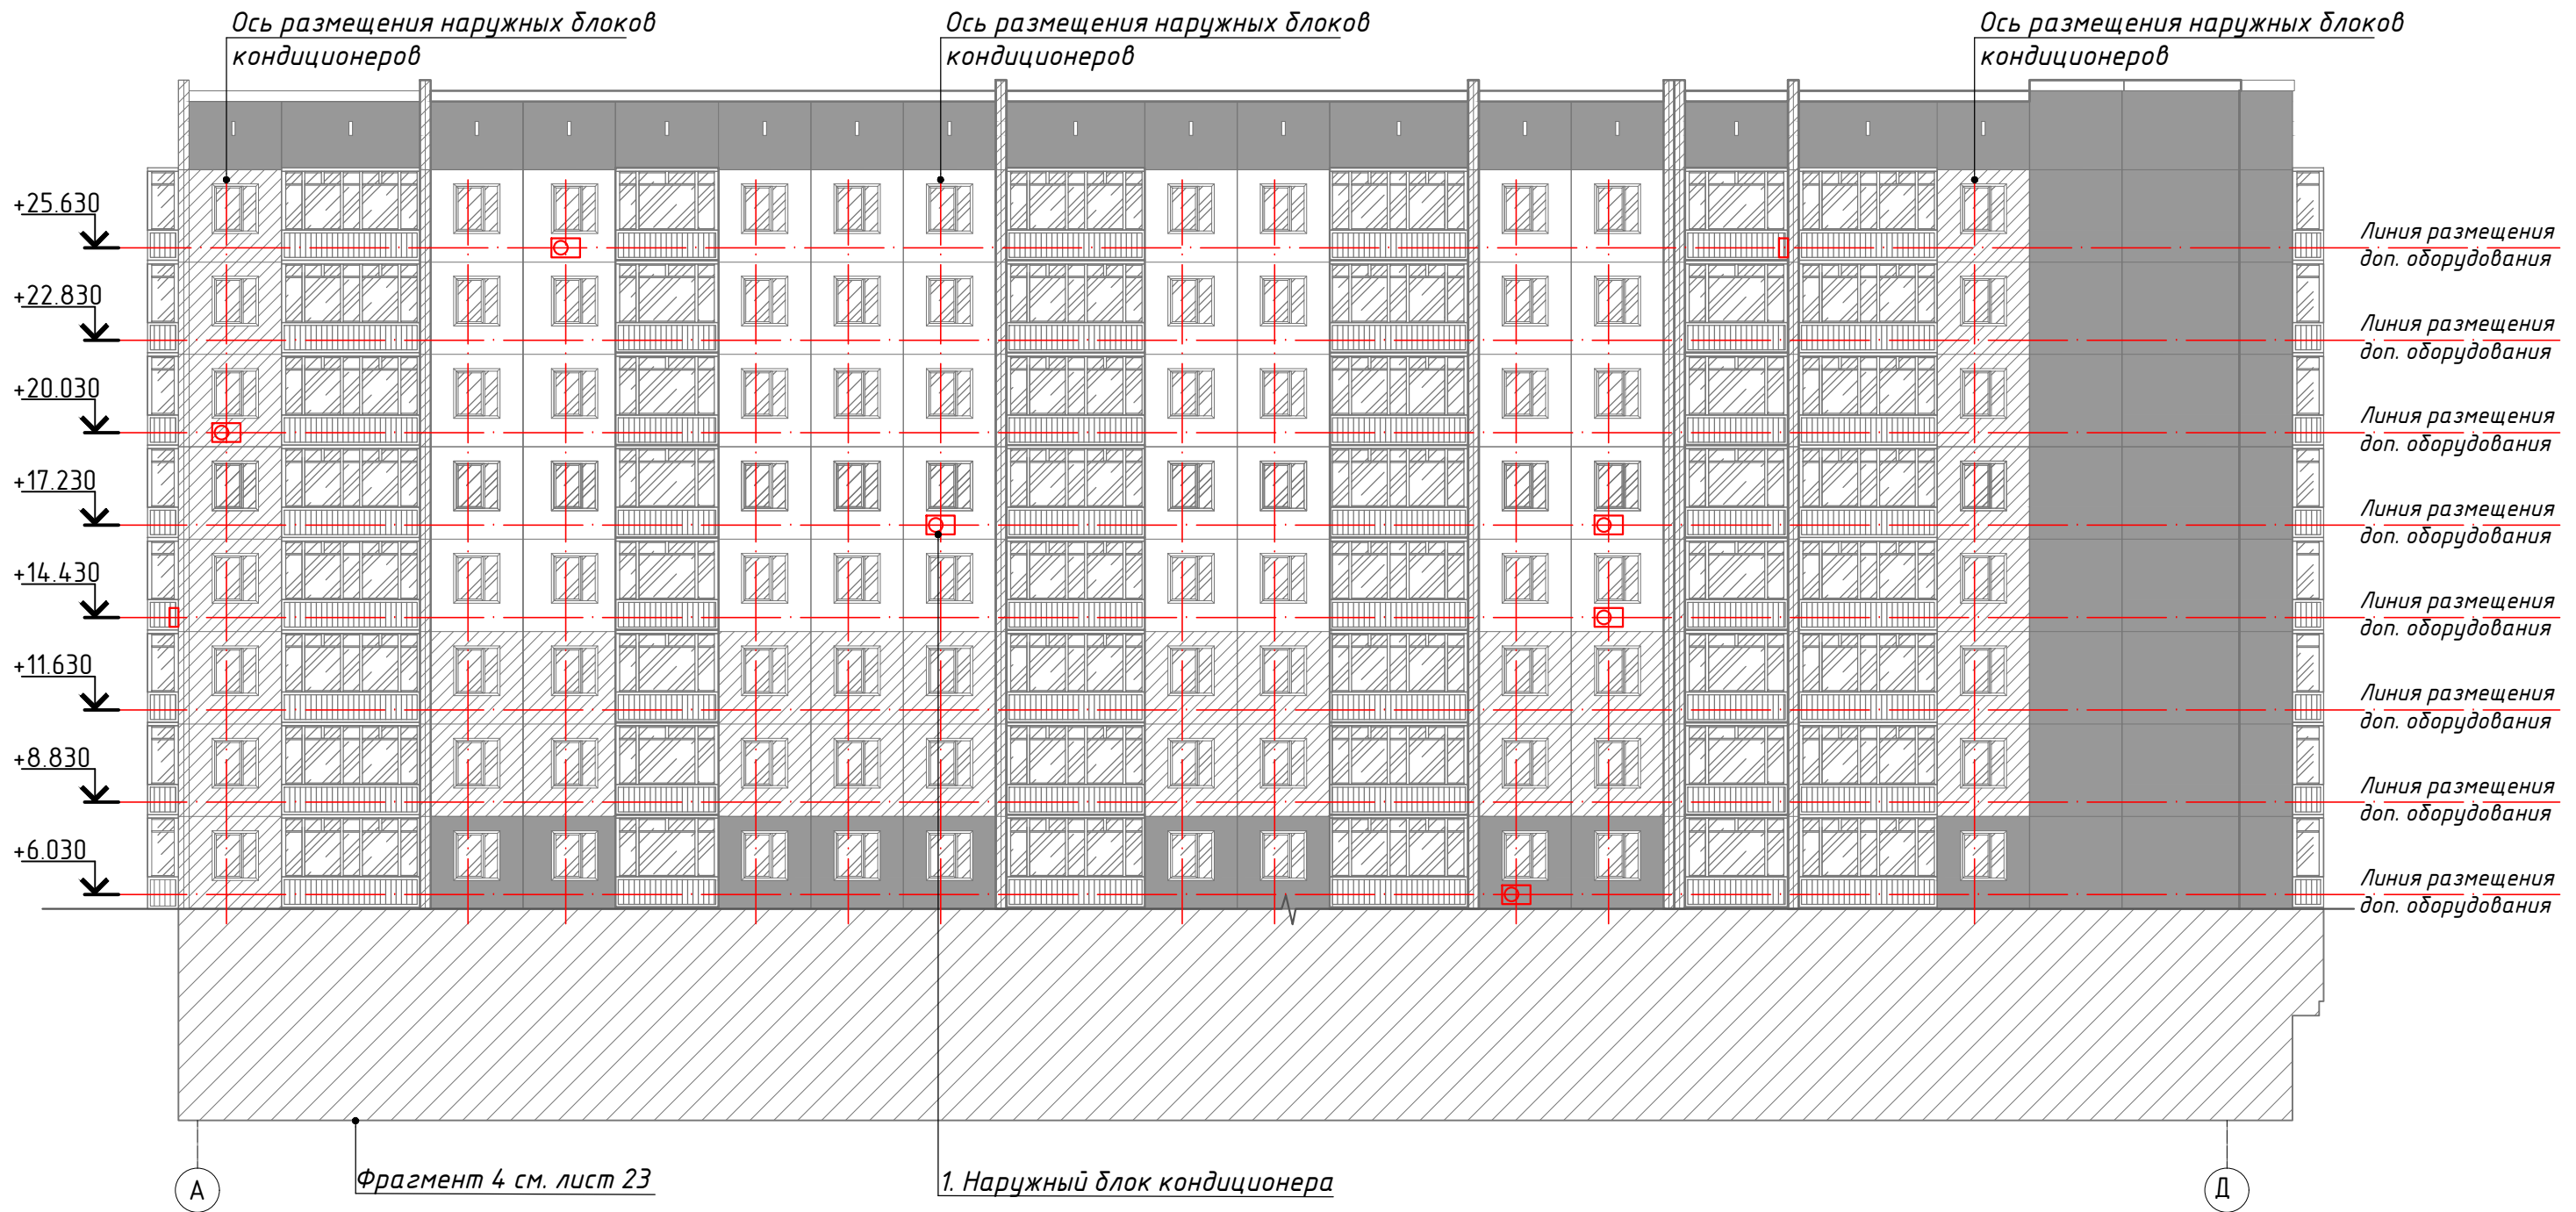 Ось размещения наружных блоков
кондиционеров
Ось размещения наружных блоков
кондиционеров
Ось размещения наружных блоков
кондиционеров
+25.630
Линия размещения
доп. оборудования
+22.830
Линия размещения
доп. оборудования
+20.030
Линия размещения
доп. оборудования
+17.230
Линия размещения
доп. оборудования
+14.430
Линия размещения
доп. оборудования
+11.630
Линия размещения
доп. оборудования
+8.830
Линия размещения
доп. оборудования
+6.030
Линия размещения
доп. оборудования
Фрагмент 4 см. лист 23
1. Наружный блок кондиционера
А
Д